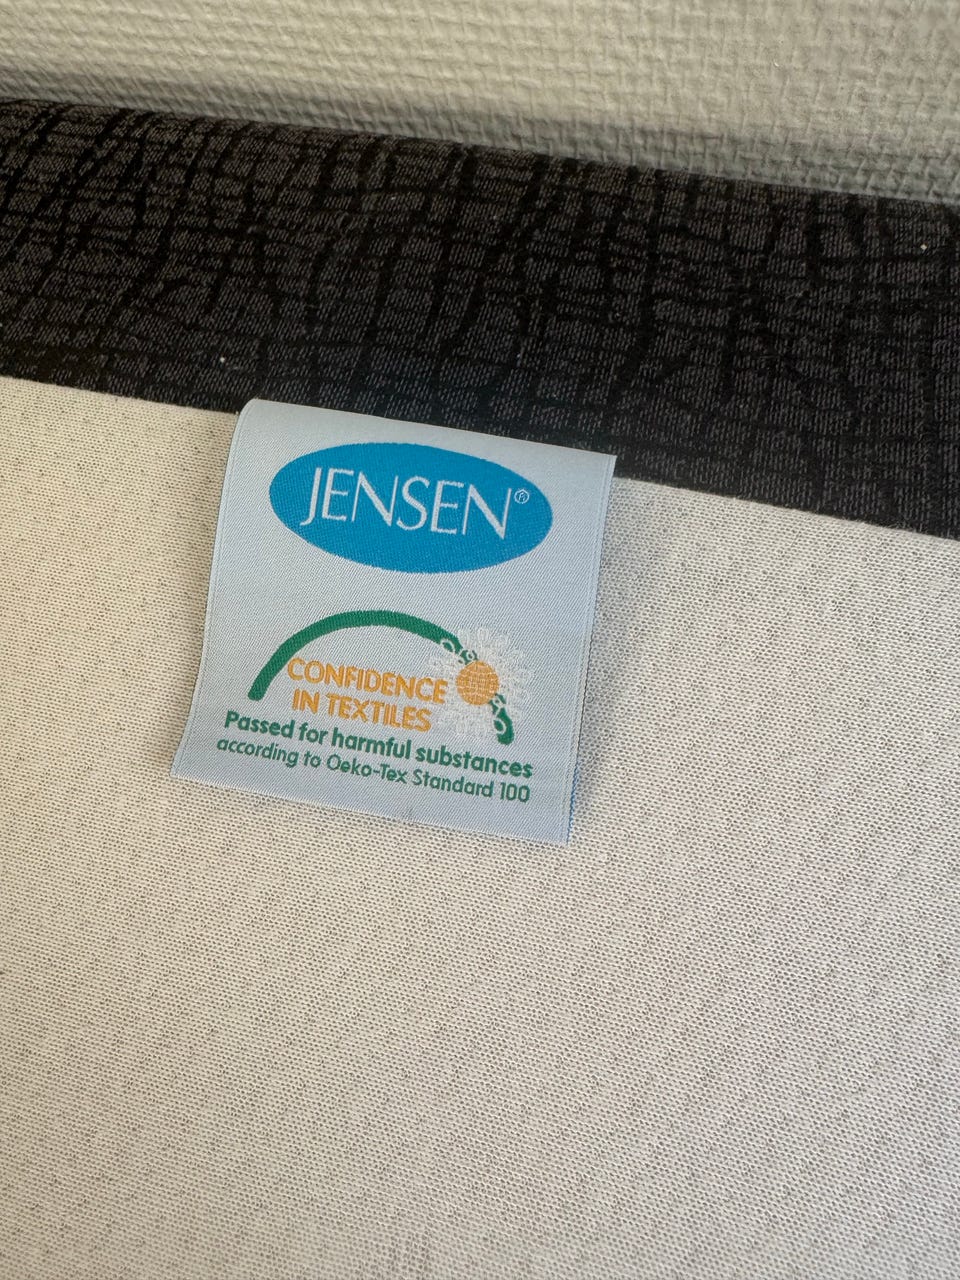 JENSEN®
CONFIDENCE
IN TEXTILES
Passed for harmful substances
according to Oeko-Tex Standard 100